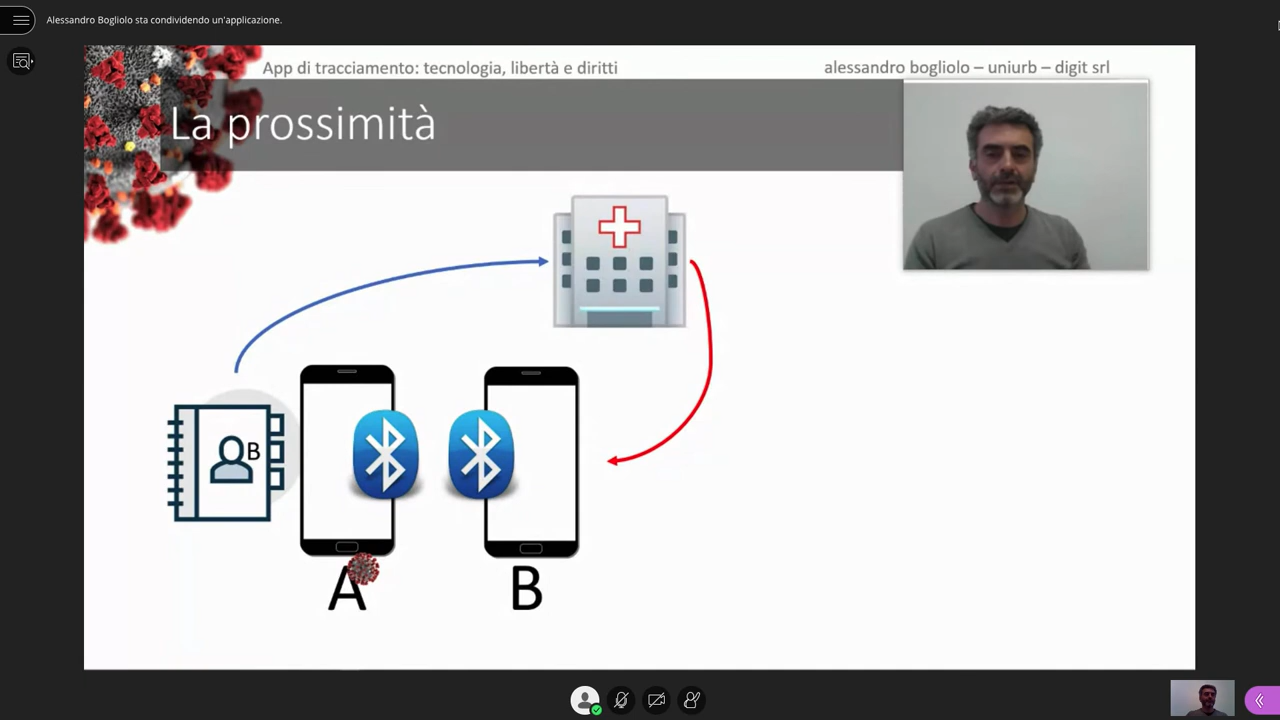 Alessandro Bogliolo sta condividendo un'applicazione.
App di tracciamento: tecnologia, libertà e diritti
alessandro bogliolo – uniurb – digit srl
La prossimità
B
A
B